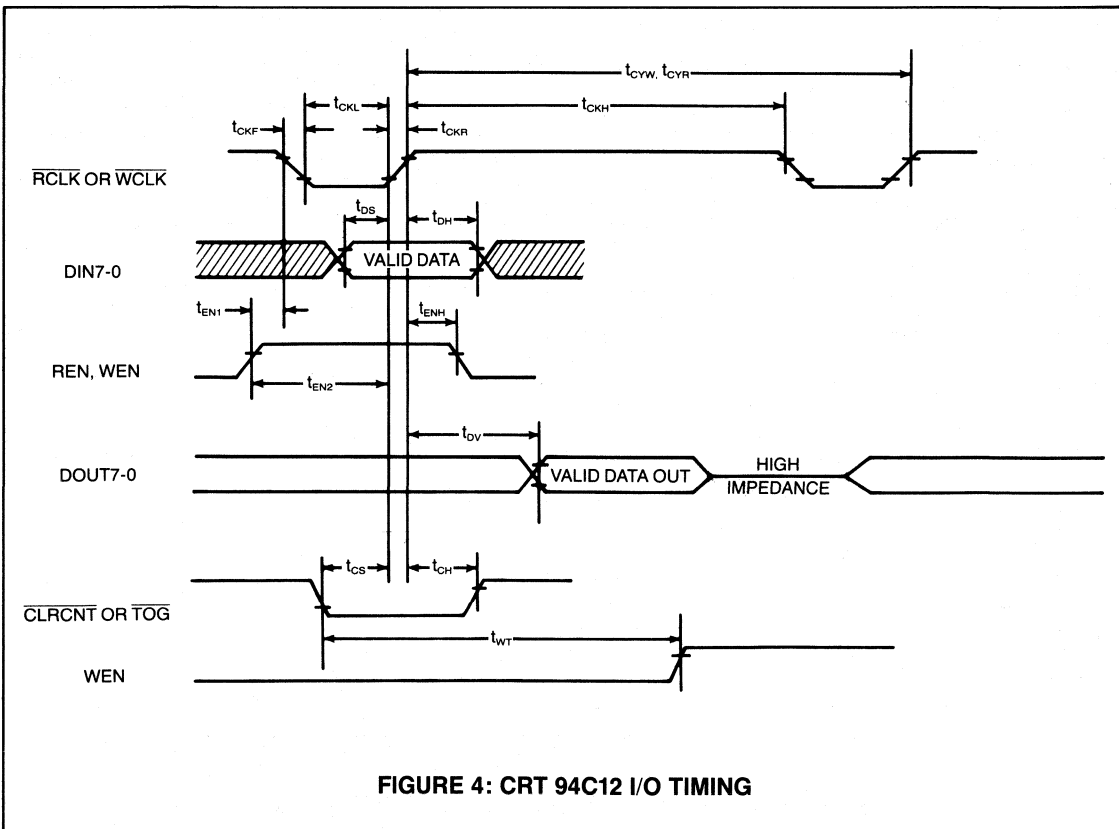 tCYW, tCYR
tCKL
tCKH
tCKF
tCKR
RCLK OR WCLK
tDS
tDH
DIN7-0
VALID DATA
tEN1
tENH
REN, WEN
tEN2
tDV
DOUT7-0
VALID DATA OUT
HIGH
IMPEDANCE
tCS
tCH
CLRCNT OR TOG
tWT
WEN
FIGURE 4: CRT 94C12 I/O TIMING